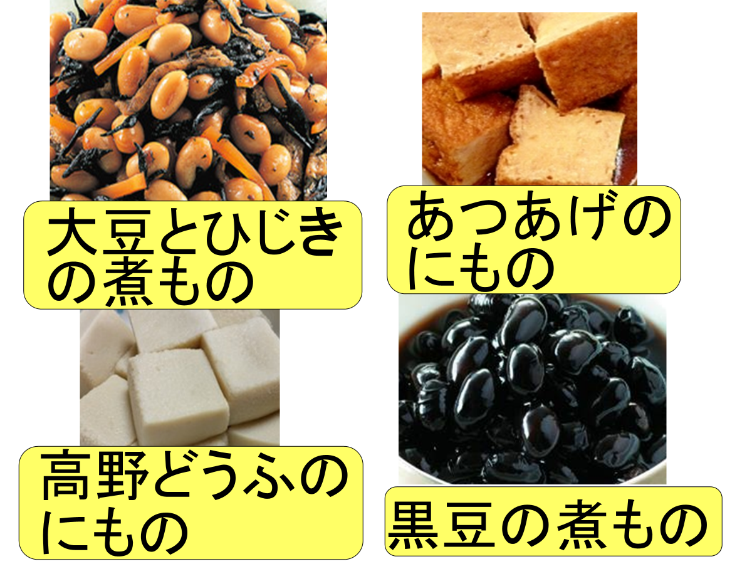 大豆とひじき
の煮もの
あつあげの
にもの
高野どうふの
にもの
黒豆の煮もの